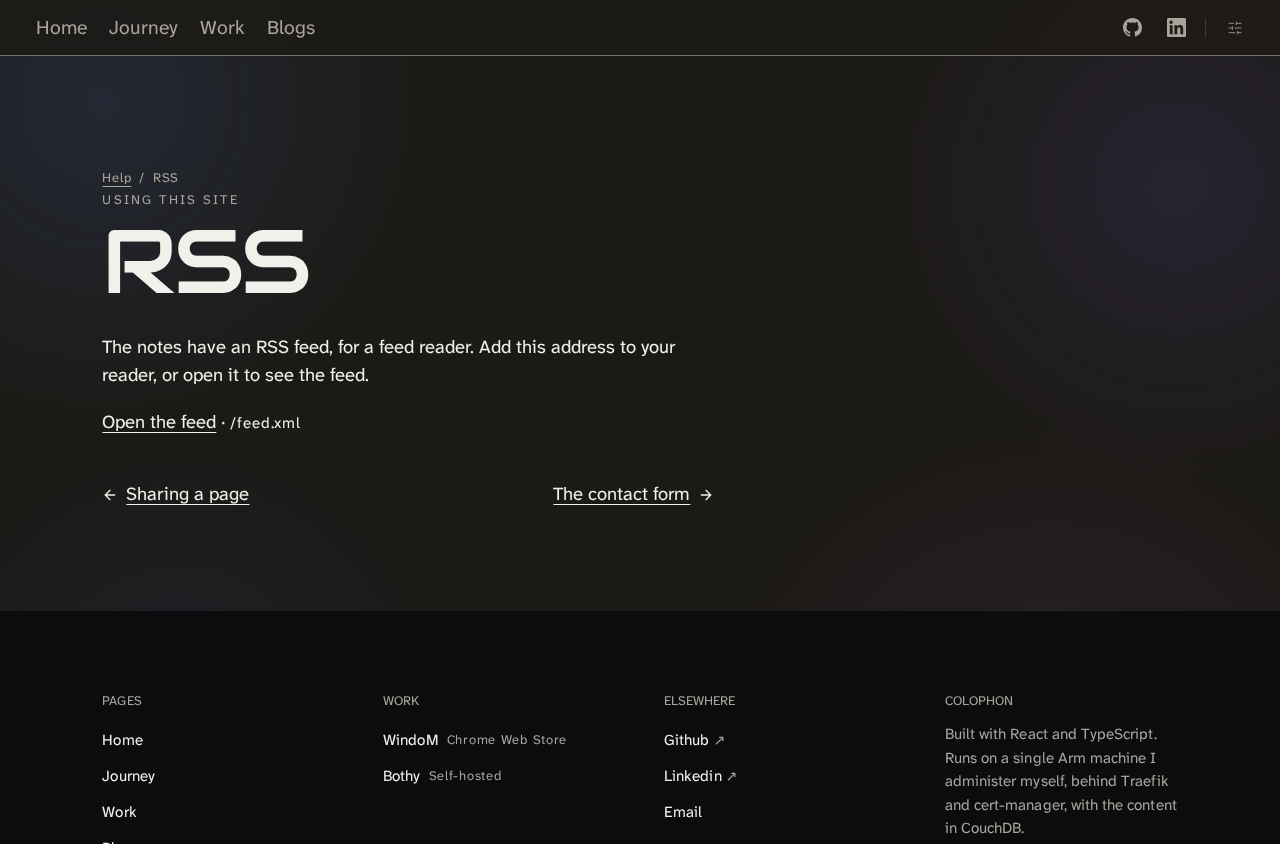 Home Journey Work Blogs
Help / RSS
USING THIS SITE
RSS
The notes have an RSS feed, for a feed reader. Add this address to your
reader, or open it to see the feed.
Open the feed · /feed.xml
← Sharing a page
The contact form →
PAGES
Home
Journey
Work
WORK
WindoM Chrome Web Store
Bothy Self-hosted
ELSEWHERE
Github ↗
Linkedin ↗
Email
COLOPHON
Built with React and TypeScript.
Runs on a single Arm machine I
administer myself, behind Traefik
and cert-manager, with the content
in CouchDB.